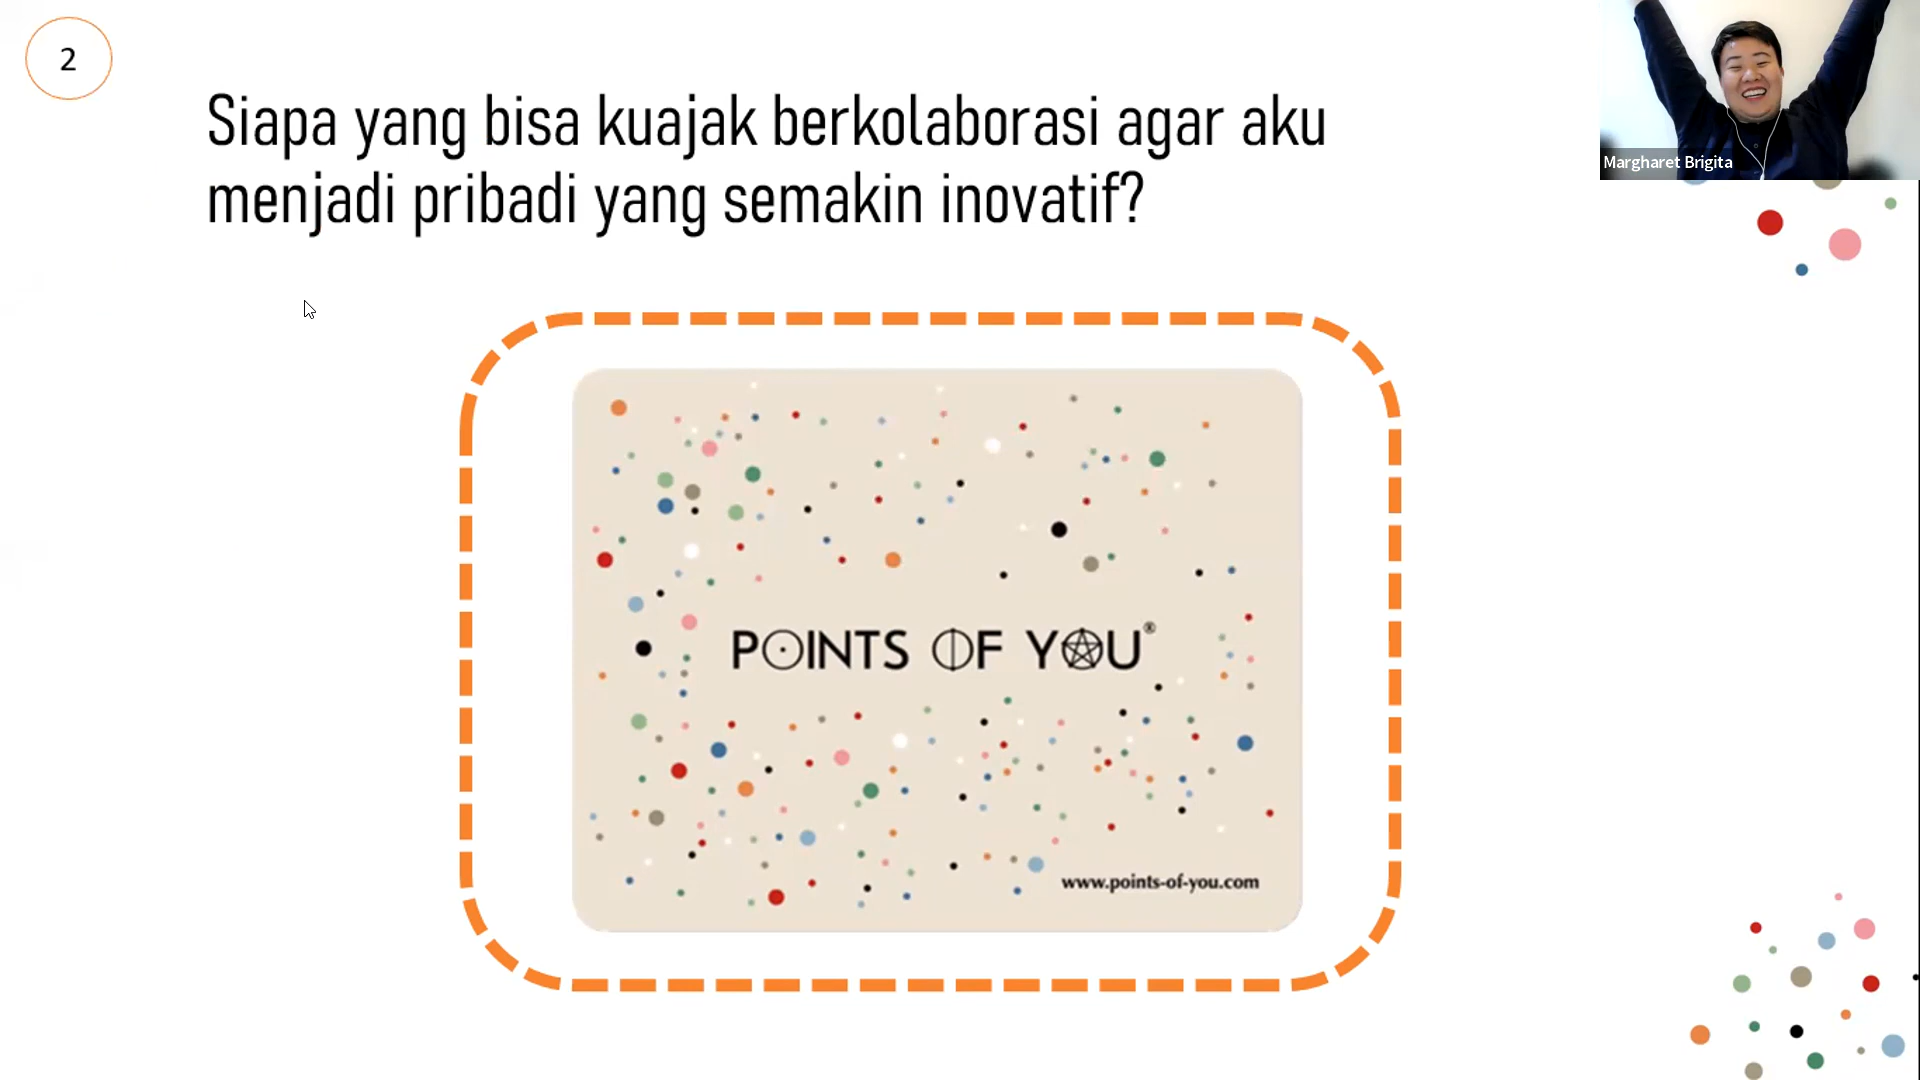 2
Siapa yang bisa kuajak berkolaborasi agar aku
menjadi pribadi yang semakin inovatif?
Margharet Brigita
POINTS OF YOU®
www.points-of-you.com